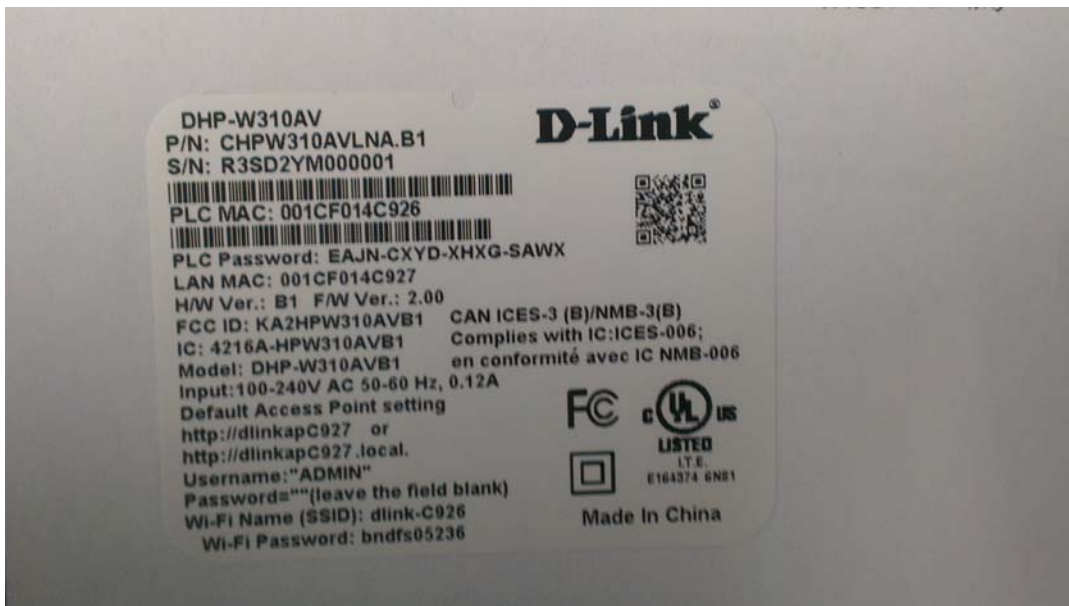 DHP-W310AV
P/N: CHPW310AVLNA.B1
S/N: R3SD2YM000001
D-Link®
PLC MAC: 001CF014C926
PLC Password: EAJN-CXYD-XHXG-SAWX
LAN MAC: 001CF014C927
H/W Ver.: B1 F/W Ver.: 2.00
FCC ID: KA2HPW310AVB1
IC: 4216A-HPW310AVB1
Model: DHP-W310AVB1
CAN ICES-3 (B)/NMB-3(B)
Complies with IC:ICES-006;
en conformité avec IC NMB-006
Input:100-240V AC 50-60 Hz, 0.12A
Default Access Point setting
http://dlinkapC927 or
http://dlinkapC927.local.
Username:"ADMIN"
Password=""(leave the field blank)
Wi-Fi Name (SSID): dlink-C926
Wi-Fi Password: bndfs05236
FC
c UL US
LISTED
I.T.E.
E164374 6N81
Made In China